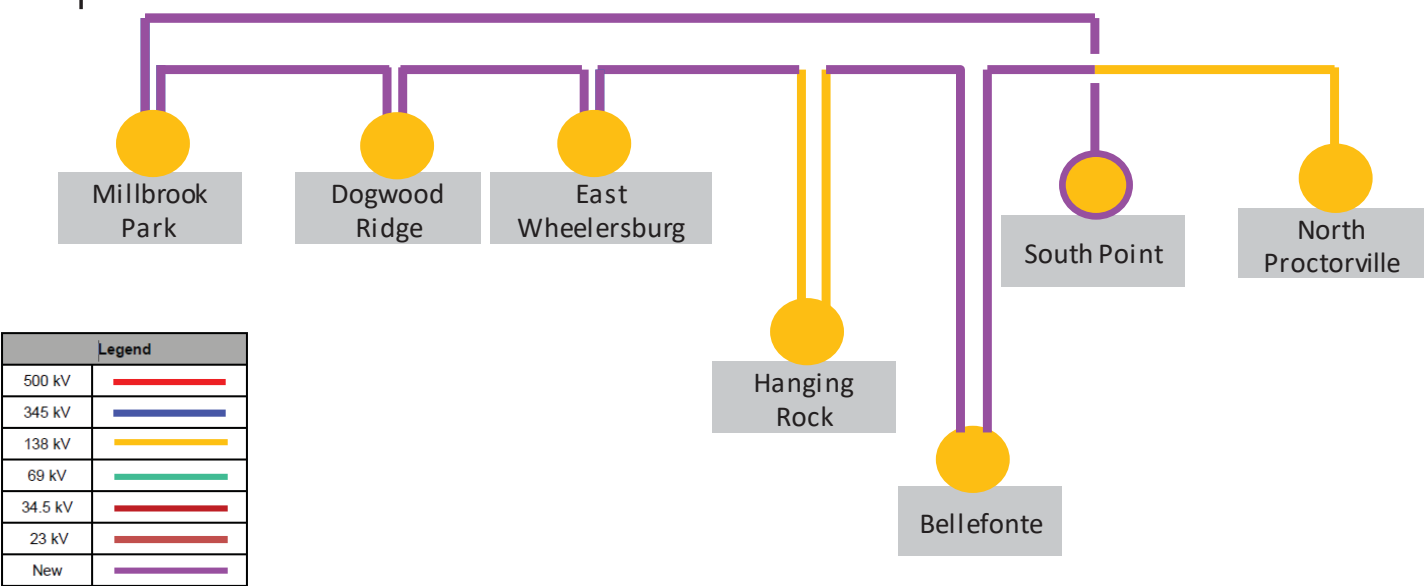 Millbrook
Park
Dogwood
Ridge
East
Wheelersburg
South Point
North
Proctorville
Hanging
Rock
Bellefonte
Legend
500 kV
345 kV
138 kV
69 kV
34.5 kV
23 kV
New